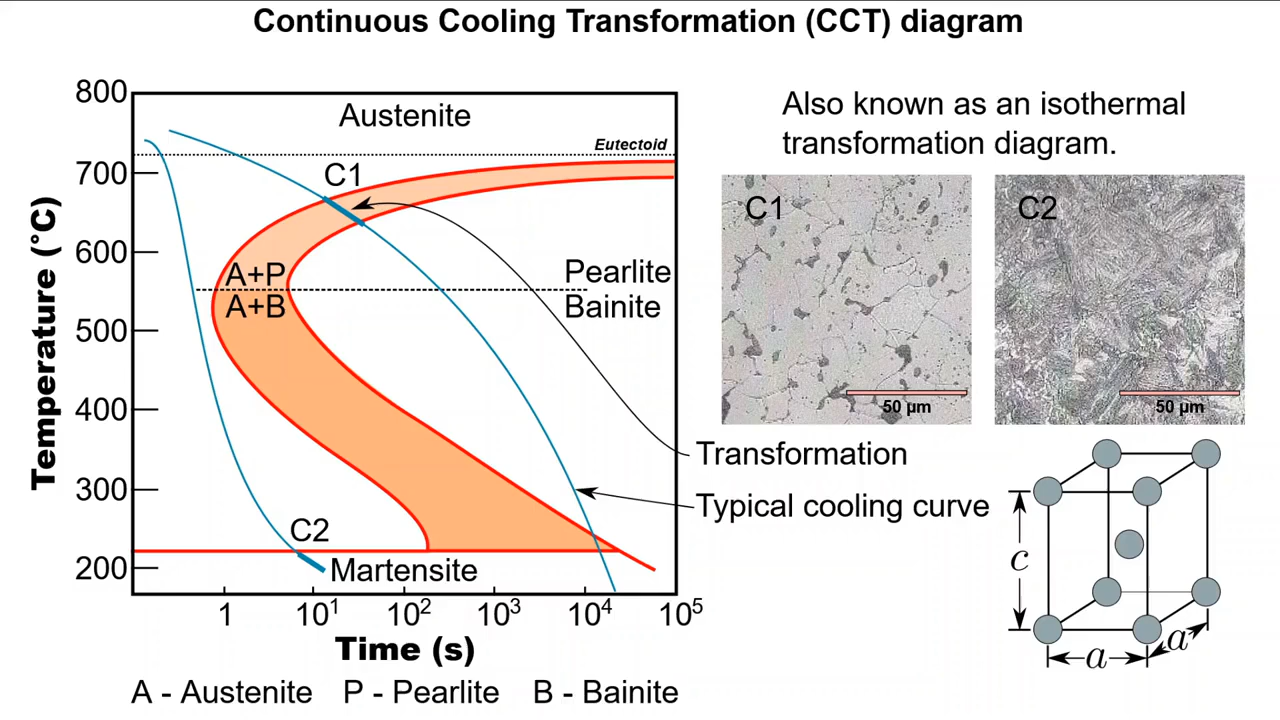 Continuous Cooling Transformation (CCT) diagram
800
700
600
500
400
300
200
Temperature (°C)
Austenite
Eutectoid
C1
A+P
A+B
Pearlite
Bainite
C2
Martensite
1
10¹
10²
10³
10⁴
10⁵
Time (s)
A - Austenite P - Pearlite B - Bainite
Transformation
Typical cooling curve
Also known as an isothermal
transformation diagram.
C1
50 µm
C2
50 µm
c
a
a